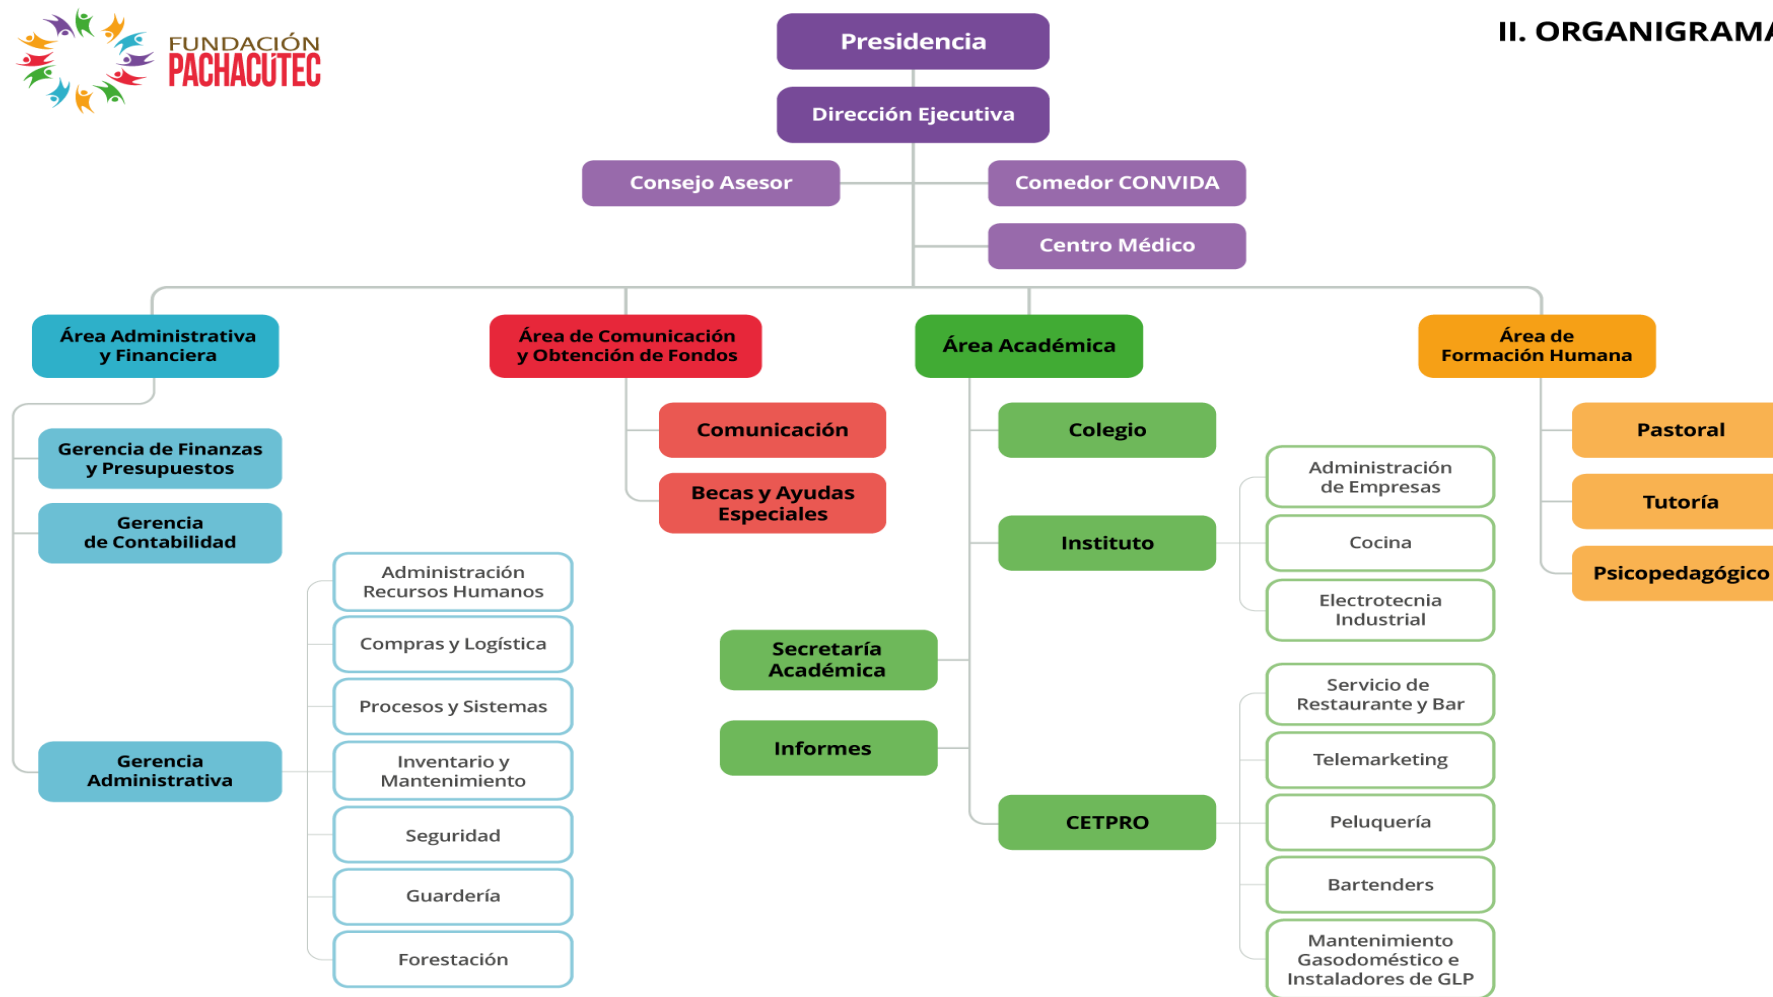 FUNDACIÓN
PACHACÚTEC
II. ORGANIGRAMA
Presidencia
Dirección Ejecutiva
Consejo Asesor
Comedor CONVIDA
Centro Médico
Área Administrativa
y Financiera
Gerencia de Finanzas
y Presupuestos
Gerencia
de Contabilidad
Gerencia
Administrativa
Administración
Recursos Humanos
Compras y Logística
Procesos y Sistemas
Inventario y
Mantenimiento
Seguridad
Guardería
Forestación
Área de Comunicación
y Obtención de Fondos
Comunicación
Becas y Ayudas
Especiales
Área Académica
Colegio
Instituto
Administración
de Empresas
Cocina
Electrotecnia
Industrial
Secretaría
Académica
Informes
CETPRO
Servicio de
Restaurante y Bar
Telemarketing
Peluquería
Bartenders
Mantenimiento
Gasodoméstico e
Instaladores de GLP
Área de
Formación Humana
Pastoral
Tutoría
Psicopedagógico